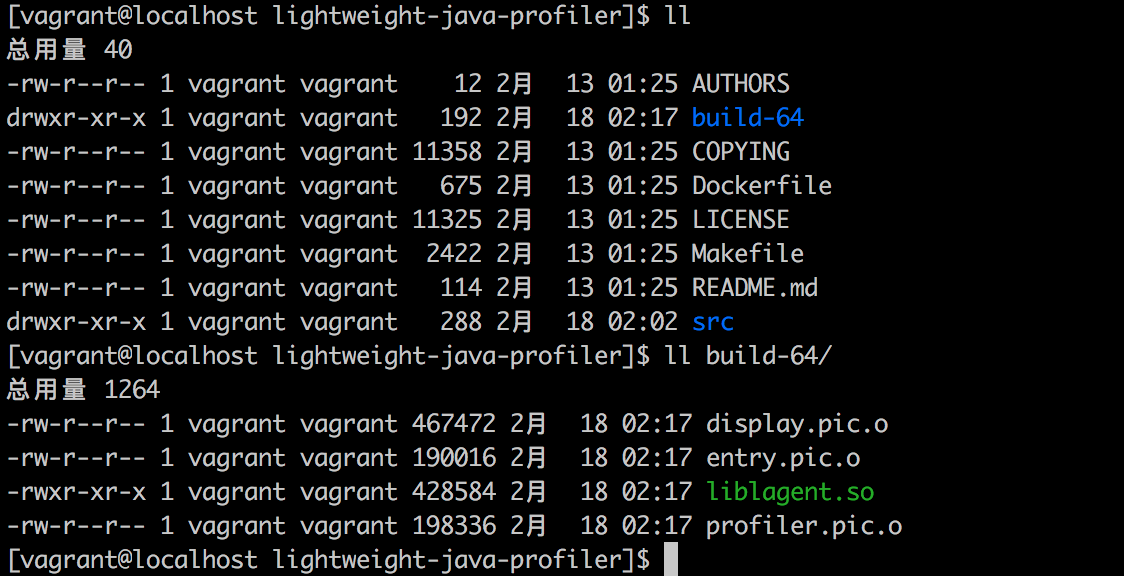 [vagrant@localhost lightweight-java-profiler]$ ll
总用量 40
-rw-r--r-- 1 vagrant vagrant    12 2月  13 01:25 AUTHORS
drwxr-xr-x 1 vagrant vagrant   192 2月  18 02:17 build-64
-rw-r--r-- 1 vagrant vagrant 11358 2月  13 01:25 COPYING
-rw-r--r-- 1 vagrant vagrant   675 2月  13 01:25 Dockerfile
-rw-r--r-- 1 vagrant vagrant 11325 2月  13 01:25 LICENSE
-rw-r--r-- 1 vagrant vagrant  2422 2月  13 01:25 Makefile
-rw-r--r-- 1 vagrant vagrant   114 2月  13 01:25 README.md
drwxr-xr-x 1 vagrant vagrant   288 2月  18 02:02 src
[vagrant@localhost lightweight-java-profiler]$ ll build-64/
总用量 1264
-rw-r--r-- 1 vagrant vagrant 467472 2月  18 02:17 display.pic.o
-rw-r--r-- 1 vagrant vagrant 190016 2月  18 02:17 entry.pic.o
-rwxr-xr-x 1 vagrant vagrant 428584 2月  18 02:17 liblagent.so
-rw-r--r-- 1 vagrant vagrant 198336 2月  18 02:17 profiler.pic.o
[vagrant@localhost lightweight-java-profiler]$